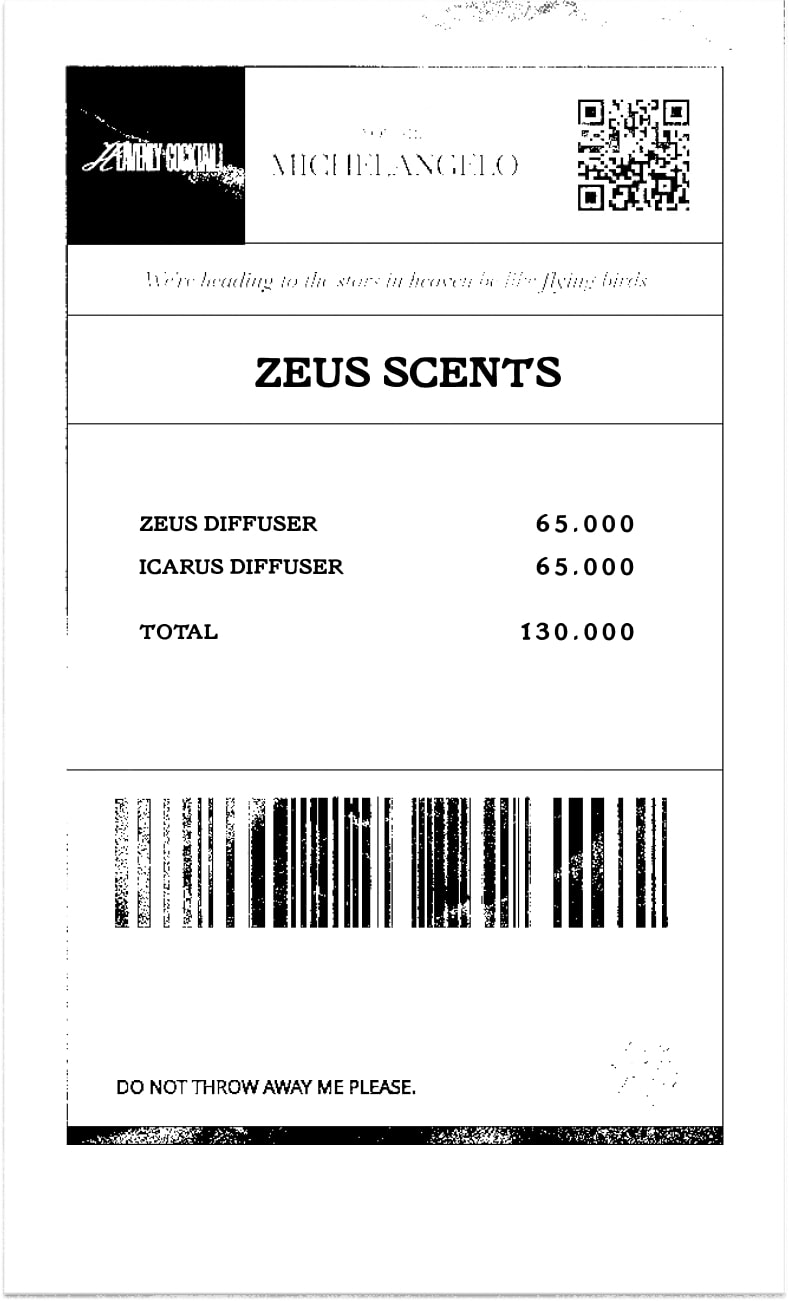 HEAVENLY COCKTAIL
MICHELANGELO
We're heading to the stars in heaven be like flying birds
ZEUS SCENTS
ZEUS DIFFUSER 65.000
ICARUS DIFFUSER 65.000
TOTAL 130.000
DO NOT THROW AWAY ME PLEASE.